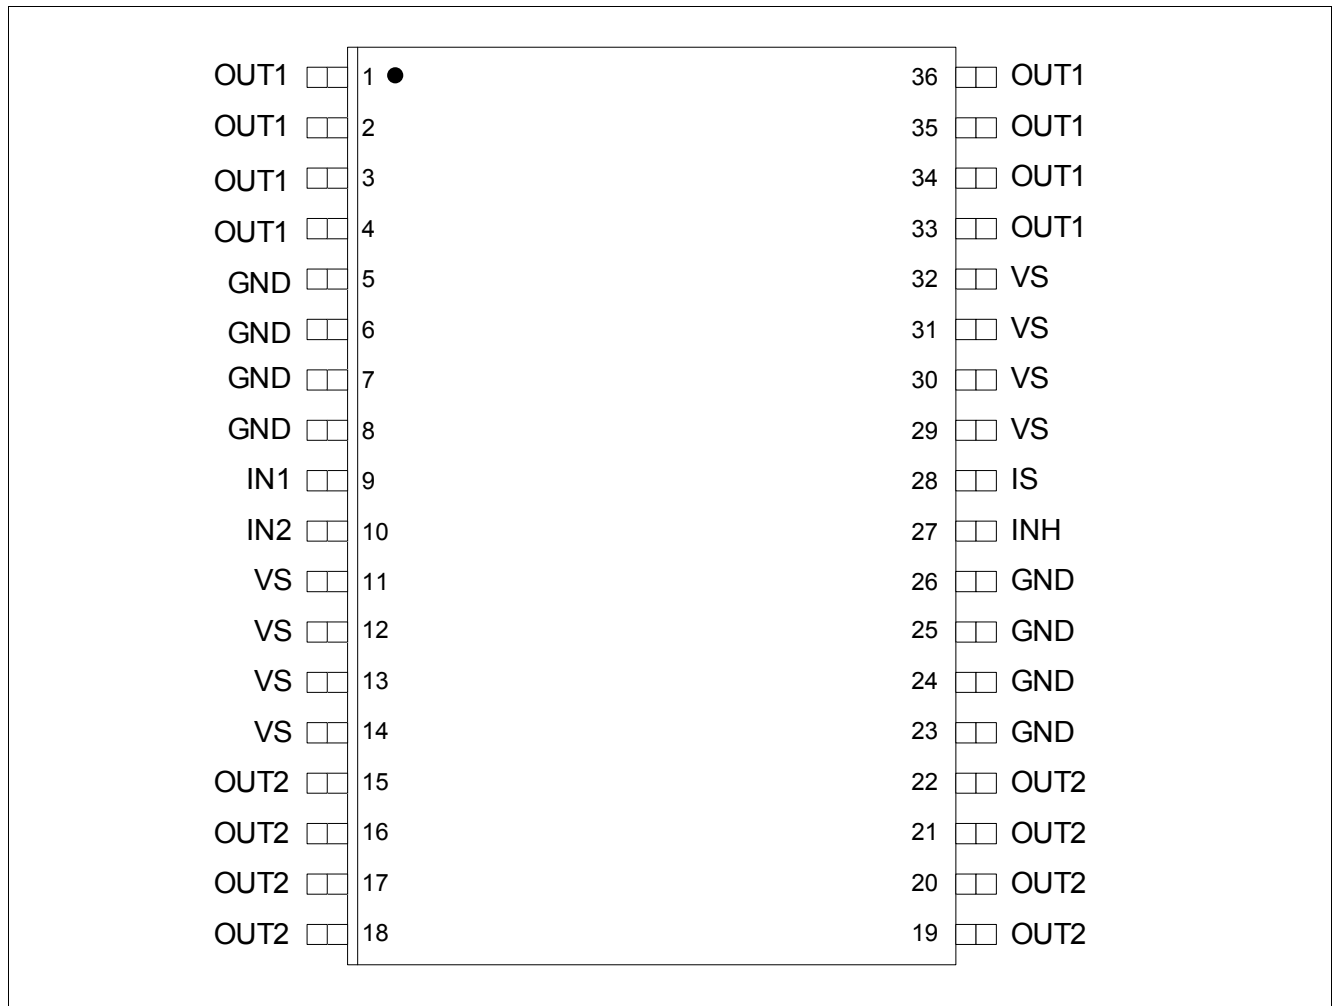 OUT1 1 36 OUT1
OUT1 2 35 OUT1
OUT1 3 34 OUT1
OUT1 4 33 OUT1
GND 5 32 VS
GND 6 31 VS
GND 7 30 VS
GND 8 29 VS
IN1 9 28 IS
IN2 10 27 INH
VS 11 26 GND
VS 12 25 GND
VS 13 24 GND
VS 14 23 GND
OUT2 15 22 OUT2
OUT2 16 21 OUT2
OUT2 17 20 OUT2
OUT2 18 19 OUT2